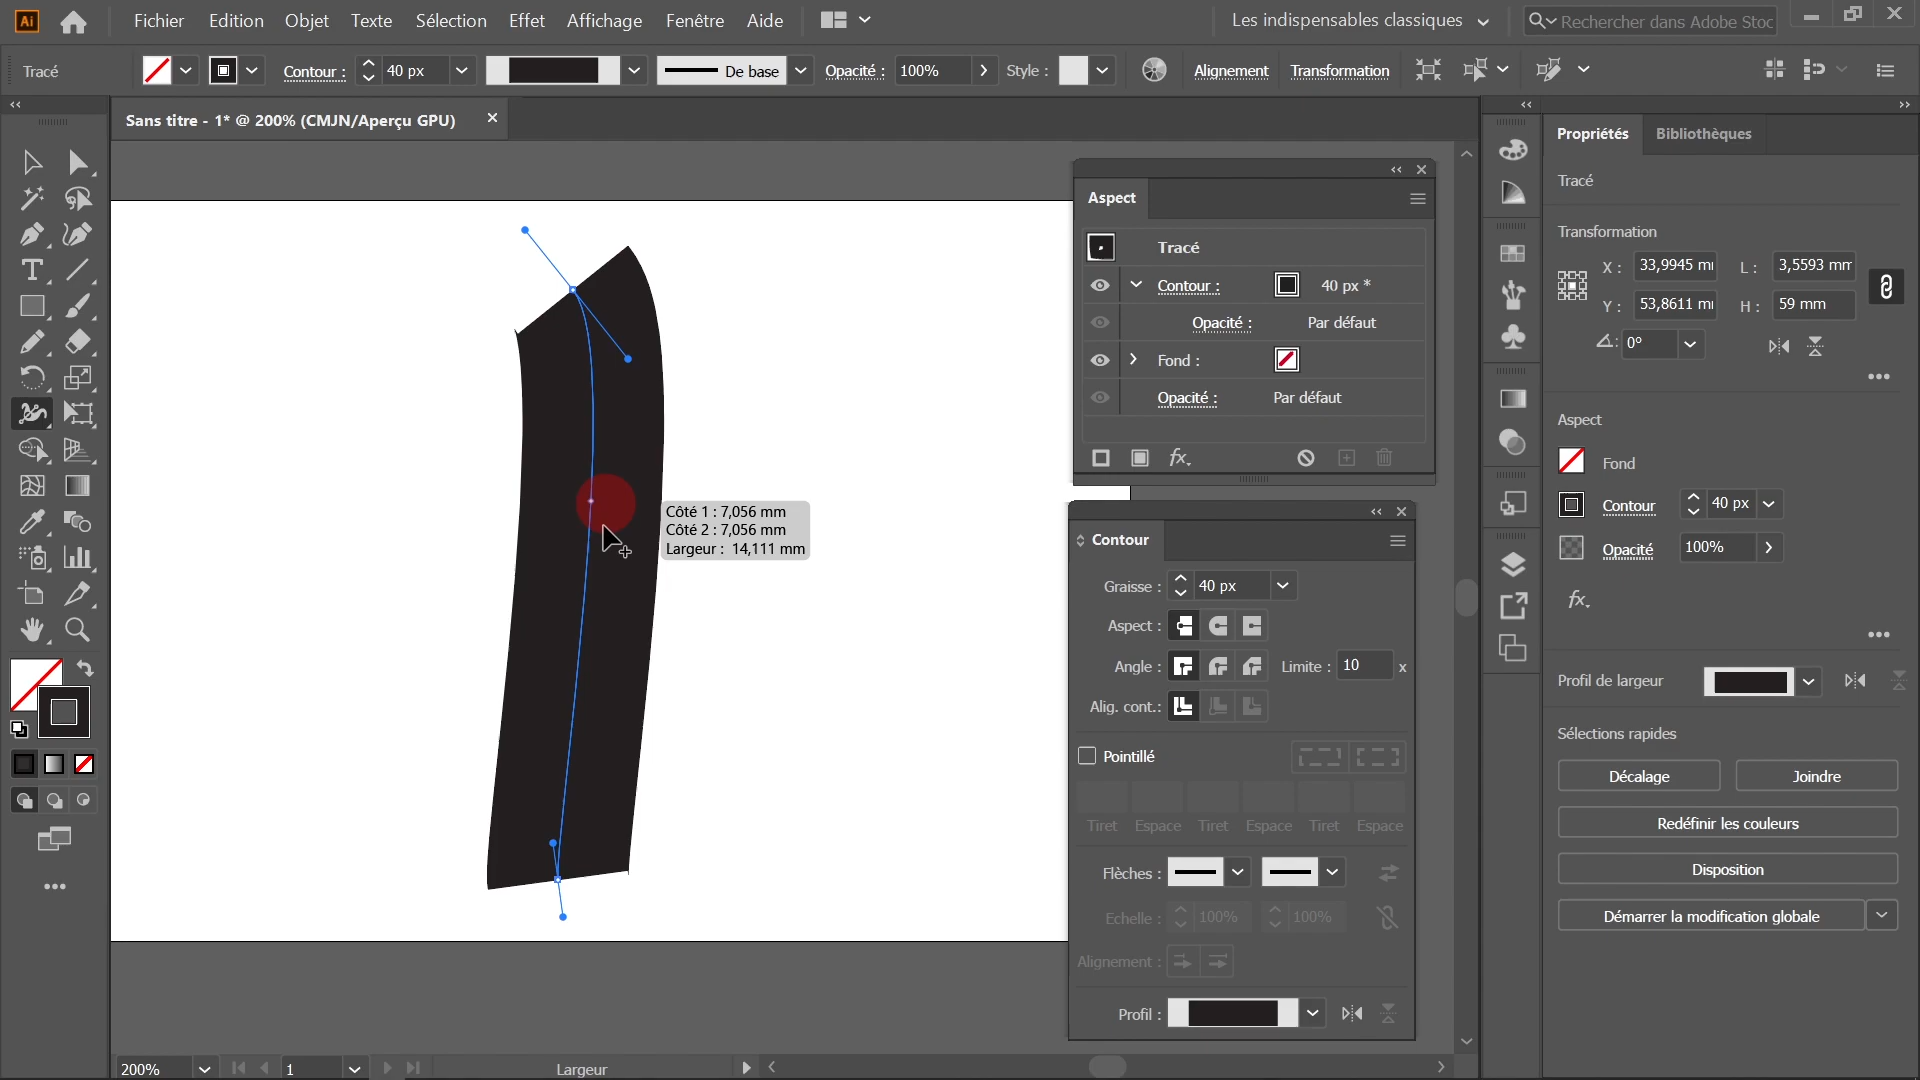 Ai
Fichier Edition Objet Texte Sélection Effet Affichage Fenêtre Aide
Les indispensables classiques
Rechercher dans Adobe Stoc
Tracé
Contour : 40 px
De base
Opacité : 100%
Style :
Alignement
Transformation
Sans titre - 1* @ 200% (CMJN/Aperçu GPU)
Propriétés Bibliothèques
Tracé
Transformation
X : 33,9945 m
L : 3,5593 mm
Y : 53,8611 m
H : 59 mm
0°
Aspect
Fond
Contour 40 px
Opacité 100%
fx
Profil de largeur
Sélections rapides
Décalage Joindre
Redéfinir les couleurs
Disposition
Démarrer la modification globale
Aspect
Tracé
Contour : 40 px *
Opacité : Par défaut
Fond :
Opacité : Par défaut
fx
Côté 1 : 7,056 mm
Côté 2 : 7,056 mm
Largeur : 14,111 mm
Contour
Graisse : 40 px
Aspect :
Angle : Limite : 10 x
Alig. cont.:
Pointillé
Tiret Espace Tiret Espace Tiret Espace
Flèches :
Echelle : 100% 100%
Alignement :
Profil :
200% 1 Largeur